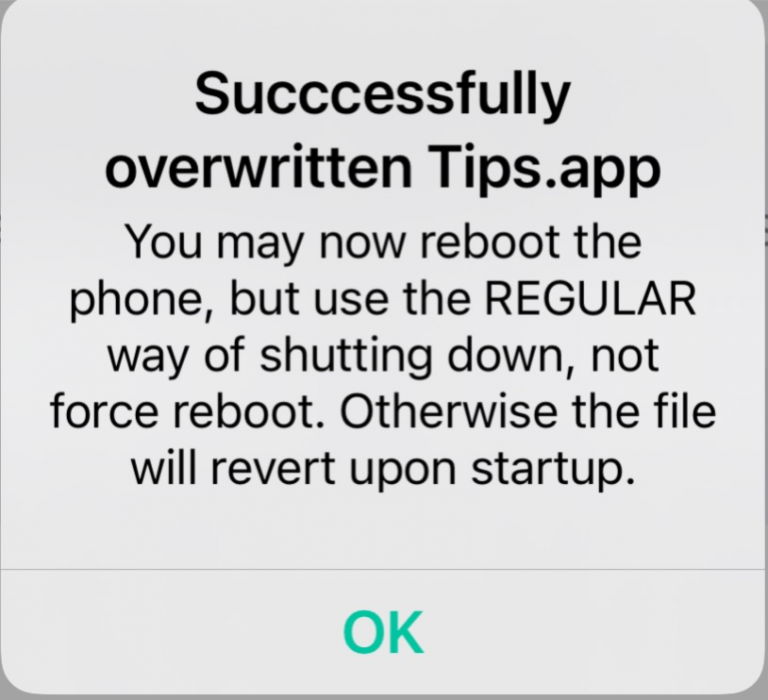 Succcessfully
overwritten Tips.app
You may now reboot the
phone, but use the REGULAR
way of shutting down, not
force reboot. Otherwise the file
will revert upon startup.
OK